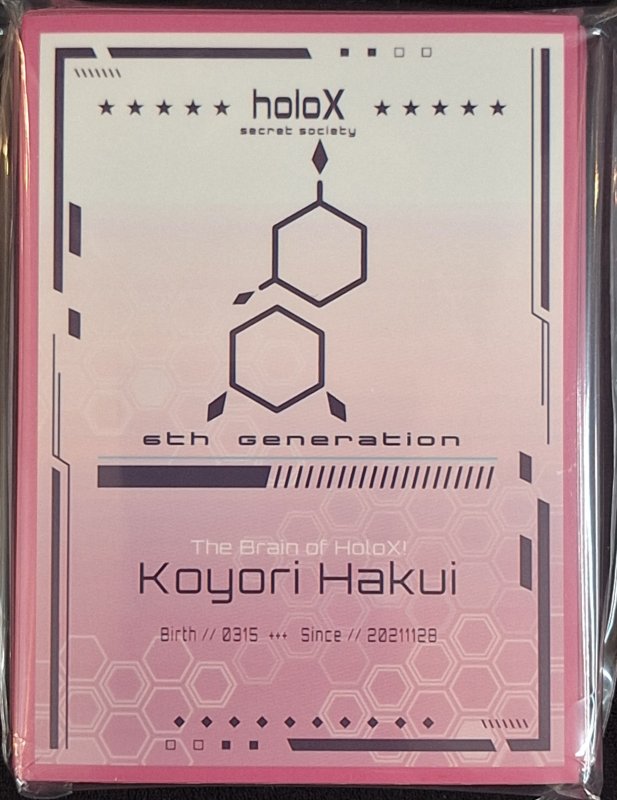 holoX
secret society
6th Generation
The Brain of HoloX!
Koyori Hakui
Birth // 0315 +++ Since // 20211128